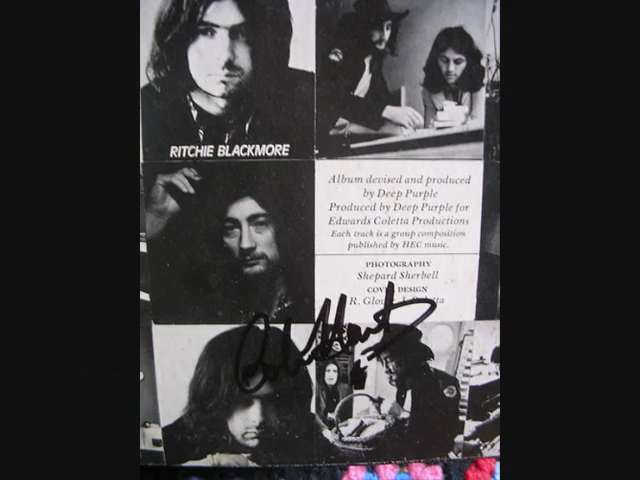 RITCHIE BLACKMORE
Album devised and produced
by Deep Purple
Produced by Deep Purple for
Edwards Coletta Productions
Each track is a group composition
published by HEC music.
PHOTOGRAPHY
Shepard Sherbell
DESIGN
R.